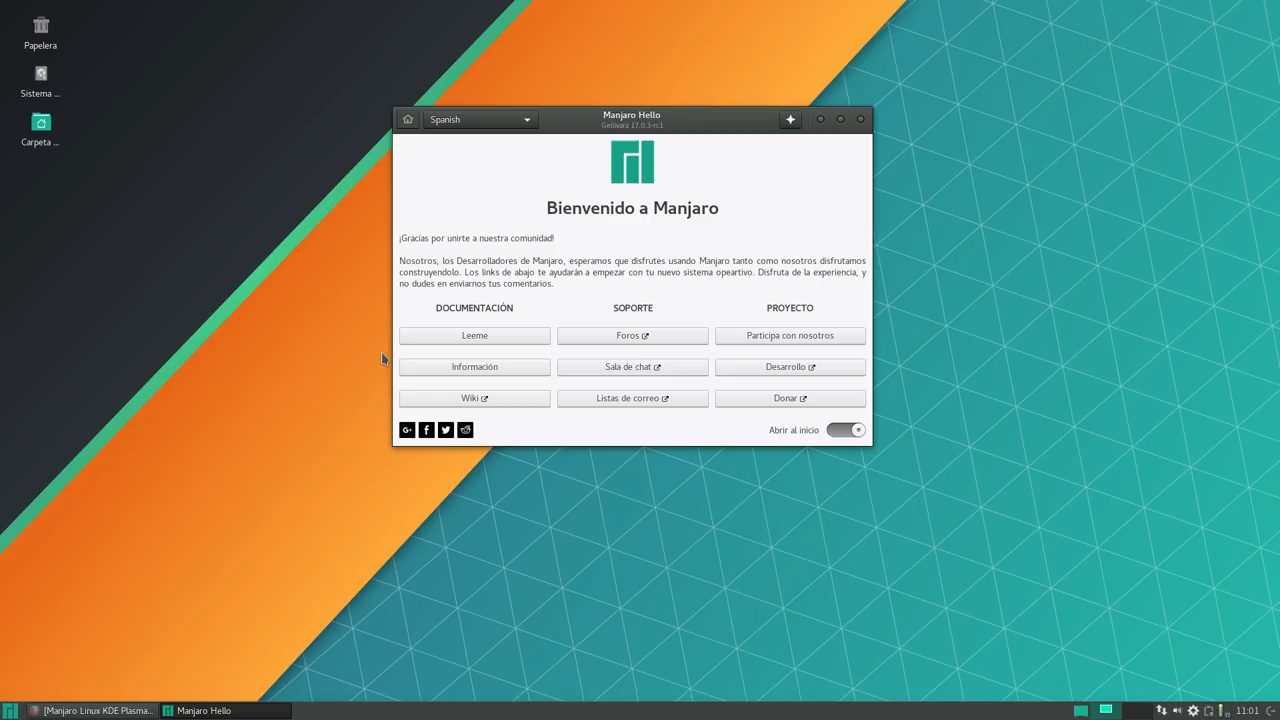 Papelera
Sistema ...
Carpeta ...
Spanish
Manjaro Hello
Gellivara 17.0.3-rc1
Bienvenido a Manjaro
¡Gracias por unirte a nuestra comunidad!
Nosotros, los Desarrolladores de Manjaro, esperamos que disfrutes usando Manjaro tanto como nosotros disfrutamos
construyendolo. Los links de abajo te ayudarán a empezar con tu nuevo sistema opeartivo. Disfruta de la experiencia, y
no dudes en enviarnos tus comentarios.
DOCUMENTACIÓN SOPORTE PROYECTO
Leeme Foros Participa con nosotros
Información Sala de chat Desarrollo
Wiki Listas de correo Donar
G+ f Abrir al inicio
[Manjaro Linux KDE Plasma... Manjaro Hello 11:01